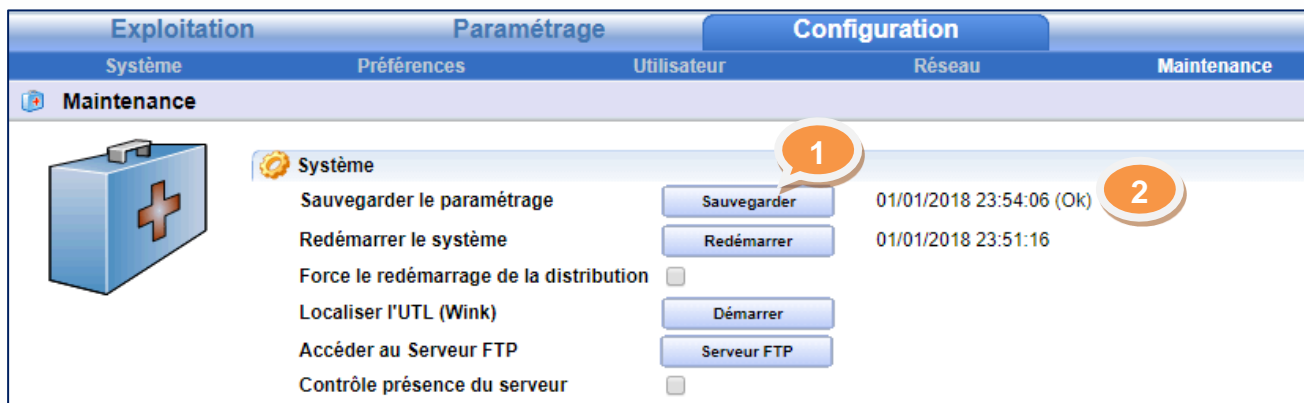 Exploitation Paramétrage Configuration
Système Préférences Utilisateur Réseau Maintenance
Maintenance
1
Système
Sauvegarder le paramétrage Sauvegarder 01/01/2018 23:54:06 (Ok) 2
Redémarrer le système Redémarrer 01/01/2018 23:51:16
Force le redémarrage de la distribution
Localiser l'UTL (Wink) Démarrer
Accéder au Serveur FTP Serveur FTP
Contrôle présence du serveur